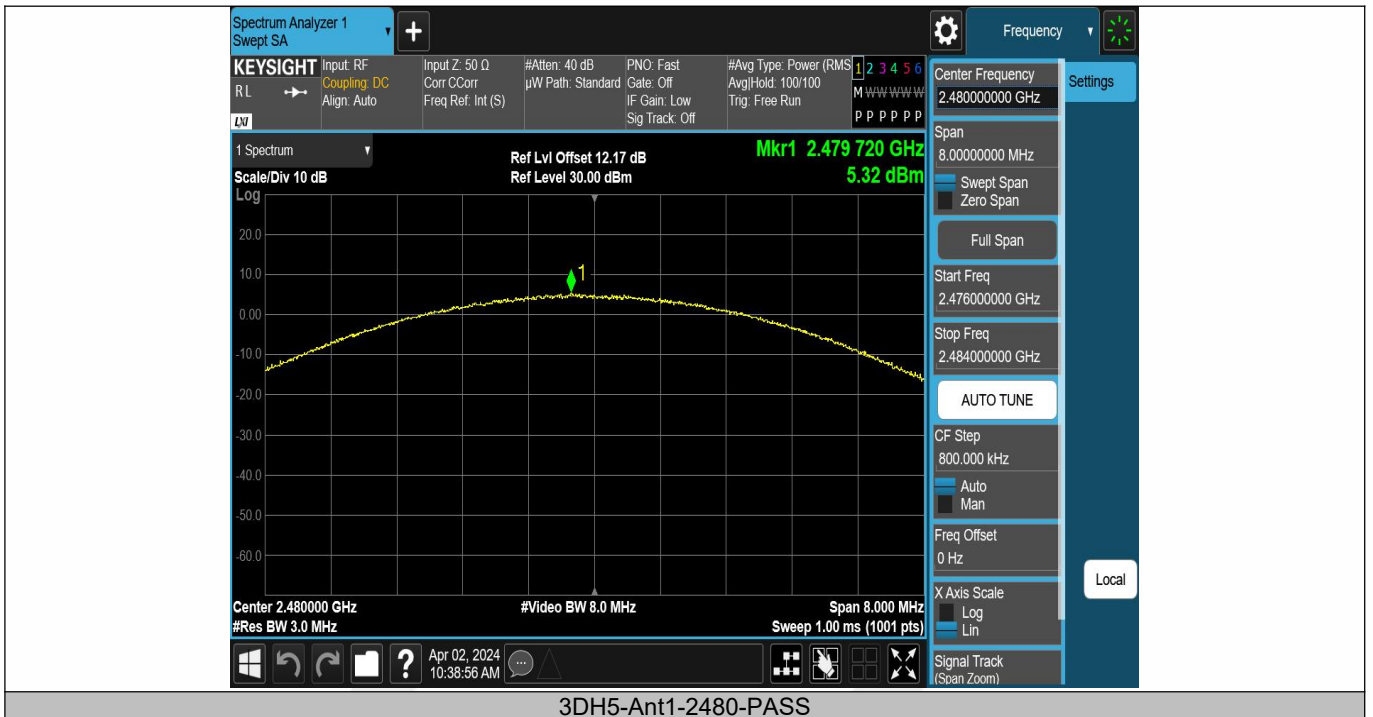 Spectrum Analyzer 1
Swept SA
Frequency
KEYSIGHT
RL
LXI
Input: RF
Coupling: DC
Align: Auto
Input Z: 50 Ω
Corr CCorr
Freq Ref: Int (S)
#Atten: 40 dB
µW Path: Standard
PNO: Fast
Gate: Off
IF Gain: Low
Sig Track: Off
#Avg Type: Power (RMS
Avg|Hold: 100/100
Trig: Free Run
1 2 3 4 5 6
M W W W W W
P P P P P P
1 Spectrum
Scale/Div 10 dB
Log
Ref Lvl Offset 12.17 dB
Ref Level 30.00 dBm
Mkr1 2.479 720 GHz
5.32 dBm
20.0
10.0
0.00
-10.0
-20.0
-30.0
-40.0
-50.0
-60.0
1
Center 2.480000 GHz
#Res BW 3.0 MHz
#Video BW 8.0 MHz
Span 8.000 MHz
Sweep 1.00 ms (1001 pts)
?
Apr 02, 2024
10:38:56 AM
Center Frequency
2.480000000 GHz
Settings
Span
8.00000000 MHz
Swept Span
Zero Span
Full Span
Start Freq
2.476000000 GHz
Stop Freq
2.484000000 GHz
AUTO TUNE
CF Step
800.000 kHz
Auto
Man
Freq Offset
0 Hz
Local
X Axis Scale
Log
Lin
Signal Track
(Span Zoom)
3DH5-Ant1-2480-PASS